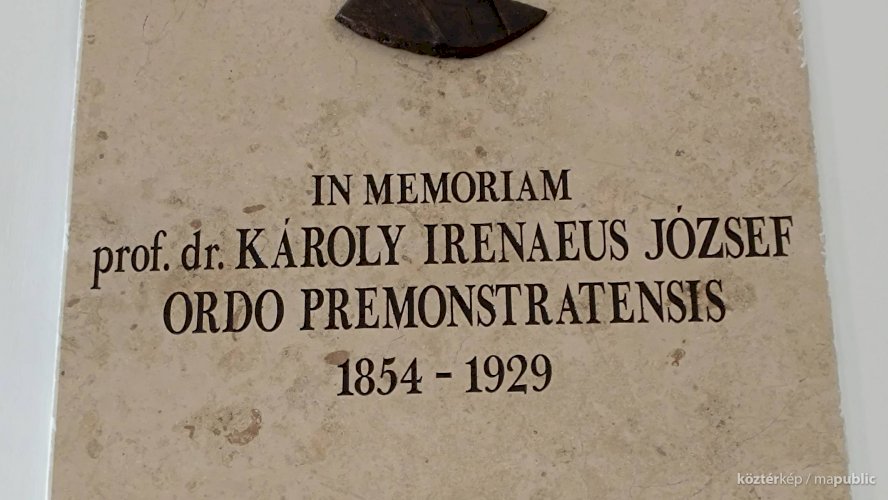 IN MEMORIAM
prof. dr. KÁROLY IRENAEUS JÓZSEF
ORDO PREMONSTRATENSIS
1854 - 1929
köztérkép / mapublic